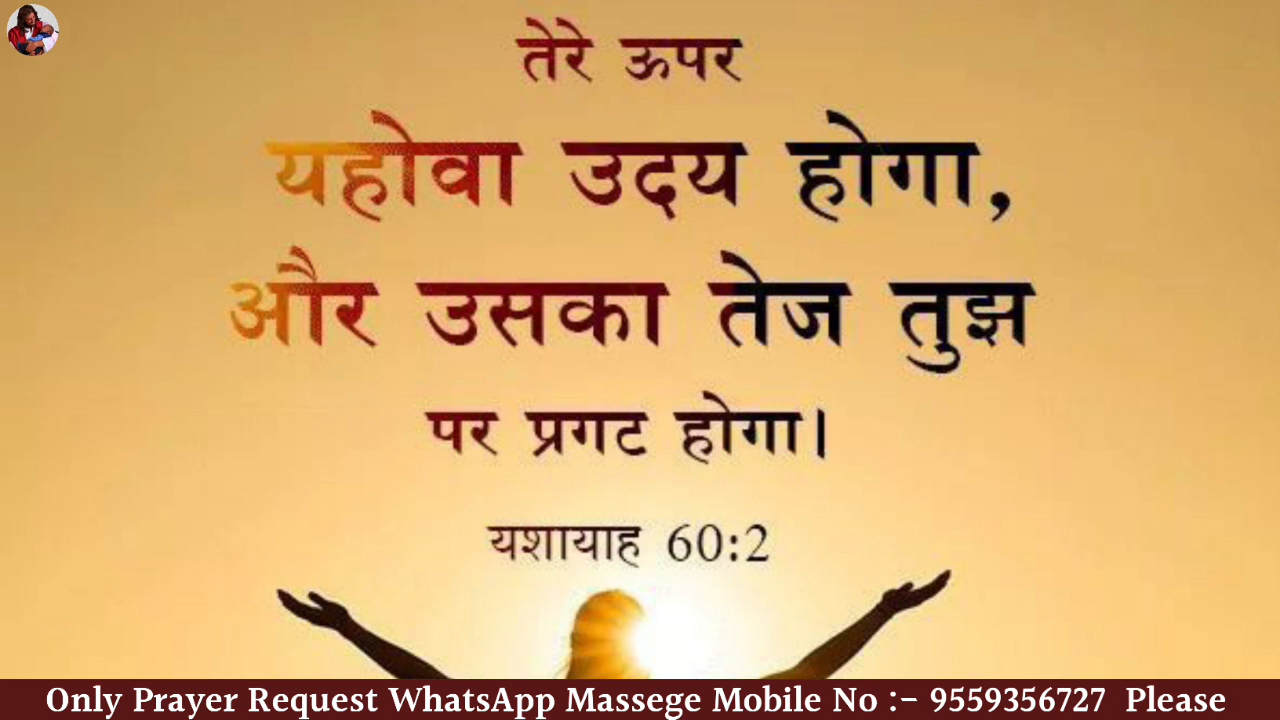 तेरे ऊपर
यहोवा उदय होगा,
और उसका तेज तुझ
पर प्रगट होगा।
यशायाह 60:2
Only Prayer Request WhatsApp Massege Mobile No :- 9559356727 Please